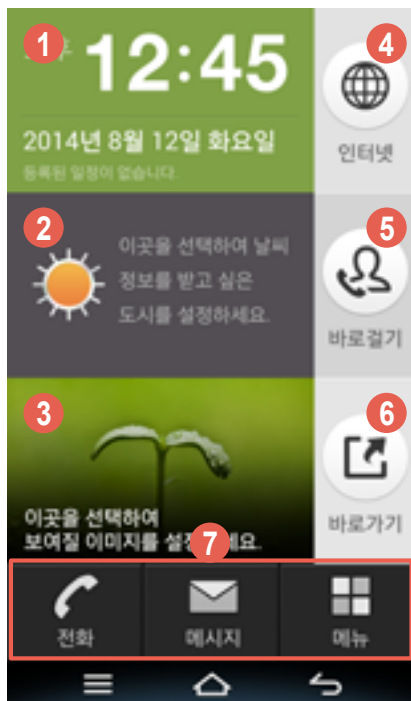 1
12:45
4
2014년 8월 12일 화요일
등록된 일정이 없습니다.
인터넷
2
이곳을 선택하여 날씨
정보를 받고 싶은
도시를 설정하세요.
5
바로걸기
3
6
이곳을 선택하여
보여질 이미지를 설정
요.
바로가기
7
전화
메시지
메뉴